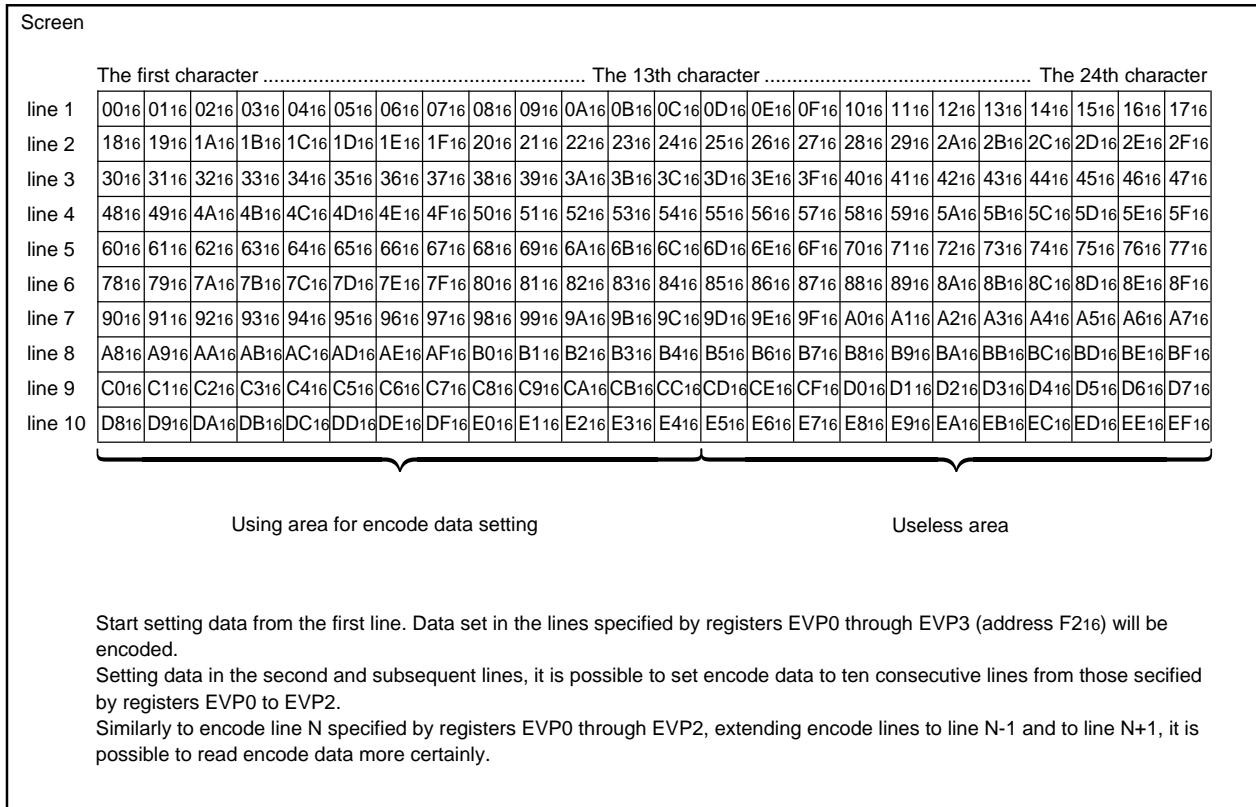 Screen
The first character ........................................................... The 13th character ................................................. The 24th character
line 1 0016 0116 0216 0316 0416 0516 0616 0716 0816 0916 0A16 0B16 0C16 0D16 0E16 0F16 1016 1116 1216 1316 1416 1516 1616 1716
line 2 1816 1916 1A16 1B16 1C16 1D16 1E16 1F16 2016 2116 2216 2316 2416 2516 2616 2716 2816 2916 2A16 2B16 2C16 2D16 2E16 2F16
line 3 3016 3116 3216 3316 3416 3516 3616 3716 3816 3916 3A16 3B16 3C16 3D16 3E16 3F16 4016 4116 4216 4316 4416 4516 4616 4716
line 4 4816 4916 4A16 4B16 4C16 4D16 4E16 4F16 5016 5116 5216 5316 5416 5516 5616 5716 5816 5916 5A16 5B16 5C16 5D16 5E16 5F16
line 5 6016 6116 6216 6316 6416 6516 6616 6716 6816 6916 6A16 6B16 6C16 6D16 6E16 6F16 7016 7116 7216 7316 7416 7516 7616 7716
line 6 7816 7916 7A16 7B16 7C16 7D16 7E16 7F16 8016 8116 8216 8316 8416 8516 8616 8716 8816 8916 8A16 8B16 8C16 8D16 8E16 8F16
line 7 9016 9116 9216 9316 9416 9516 9616 9716 9816 9916 9A16 9B16 9C16 9D16 9E16 9F16 A016 A116 A216 A316 A416 A516 A616 A716
line 8 A816 A916 AA16 AB16 AC16 AD16 AE16 AF16 B016 B116 B216 B316 B416 B516 B616 B716 B816 B916 BA16 BB16 BC16 BD16 BE16 BF16
line 9 C016 C116 C216 C316 C416 C516 C616 C716 C816 C916 CA16 CB16 CC16 CD16 CE16 CF16 D016 D116 D216 D316 D416 D516 D616 D716
line 10 D816 D916 DA16 DB16 DC16 DD16 DE16 DF16 E016 E116 E216 E316 E416 E516 E616 E716 E816 E916 EA16 EB16 EC16 ED16 EE16 EF16
Using area for encode data setting Useless area
Start setting data from the first line. Data set in the lines specified by registers EVP0 through EVP3 (address F216) will be
encoded.
Setting data in the second and subsequent lines, it is possible to set encode data to ten consecutive lines from those secified
by registers EVP0 to EVP2.
Similarly to encode line N specified by registers EVP0 through EVP2, extending encode lines to line N-1 and to line N+1, it is
possible to read encode data more certainly.